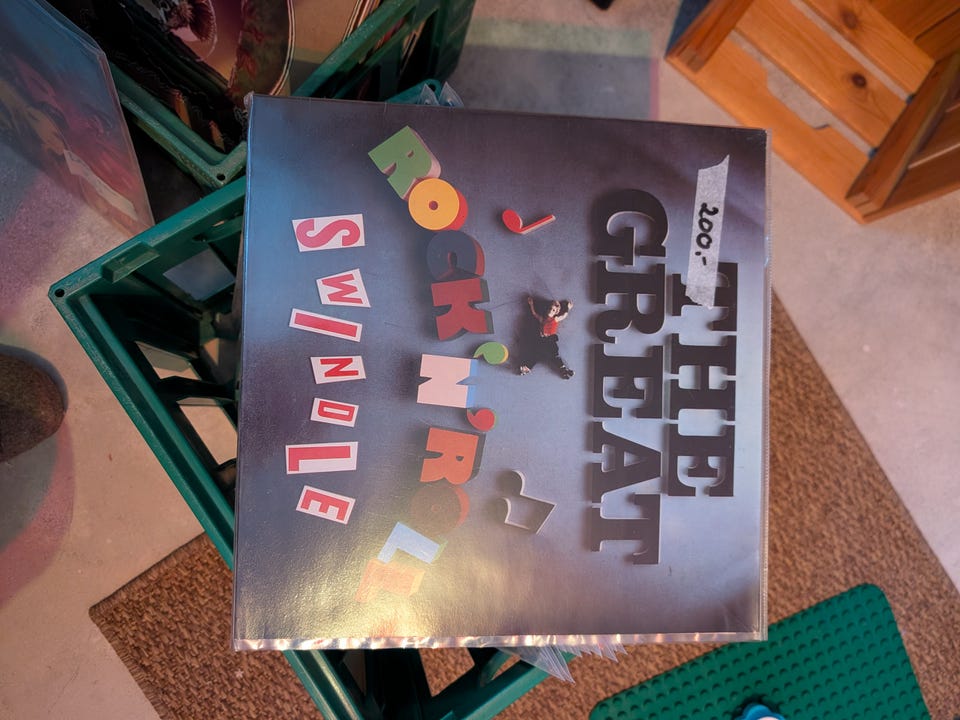 200.-
THE
GREAT
ROCK 'N' ROLL
SWINDLE